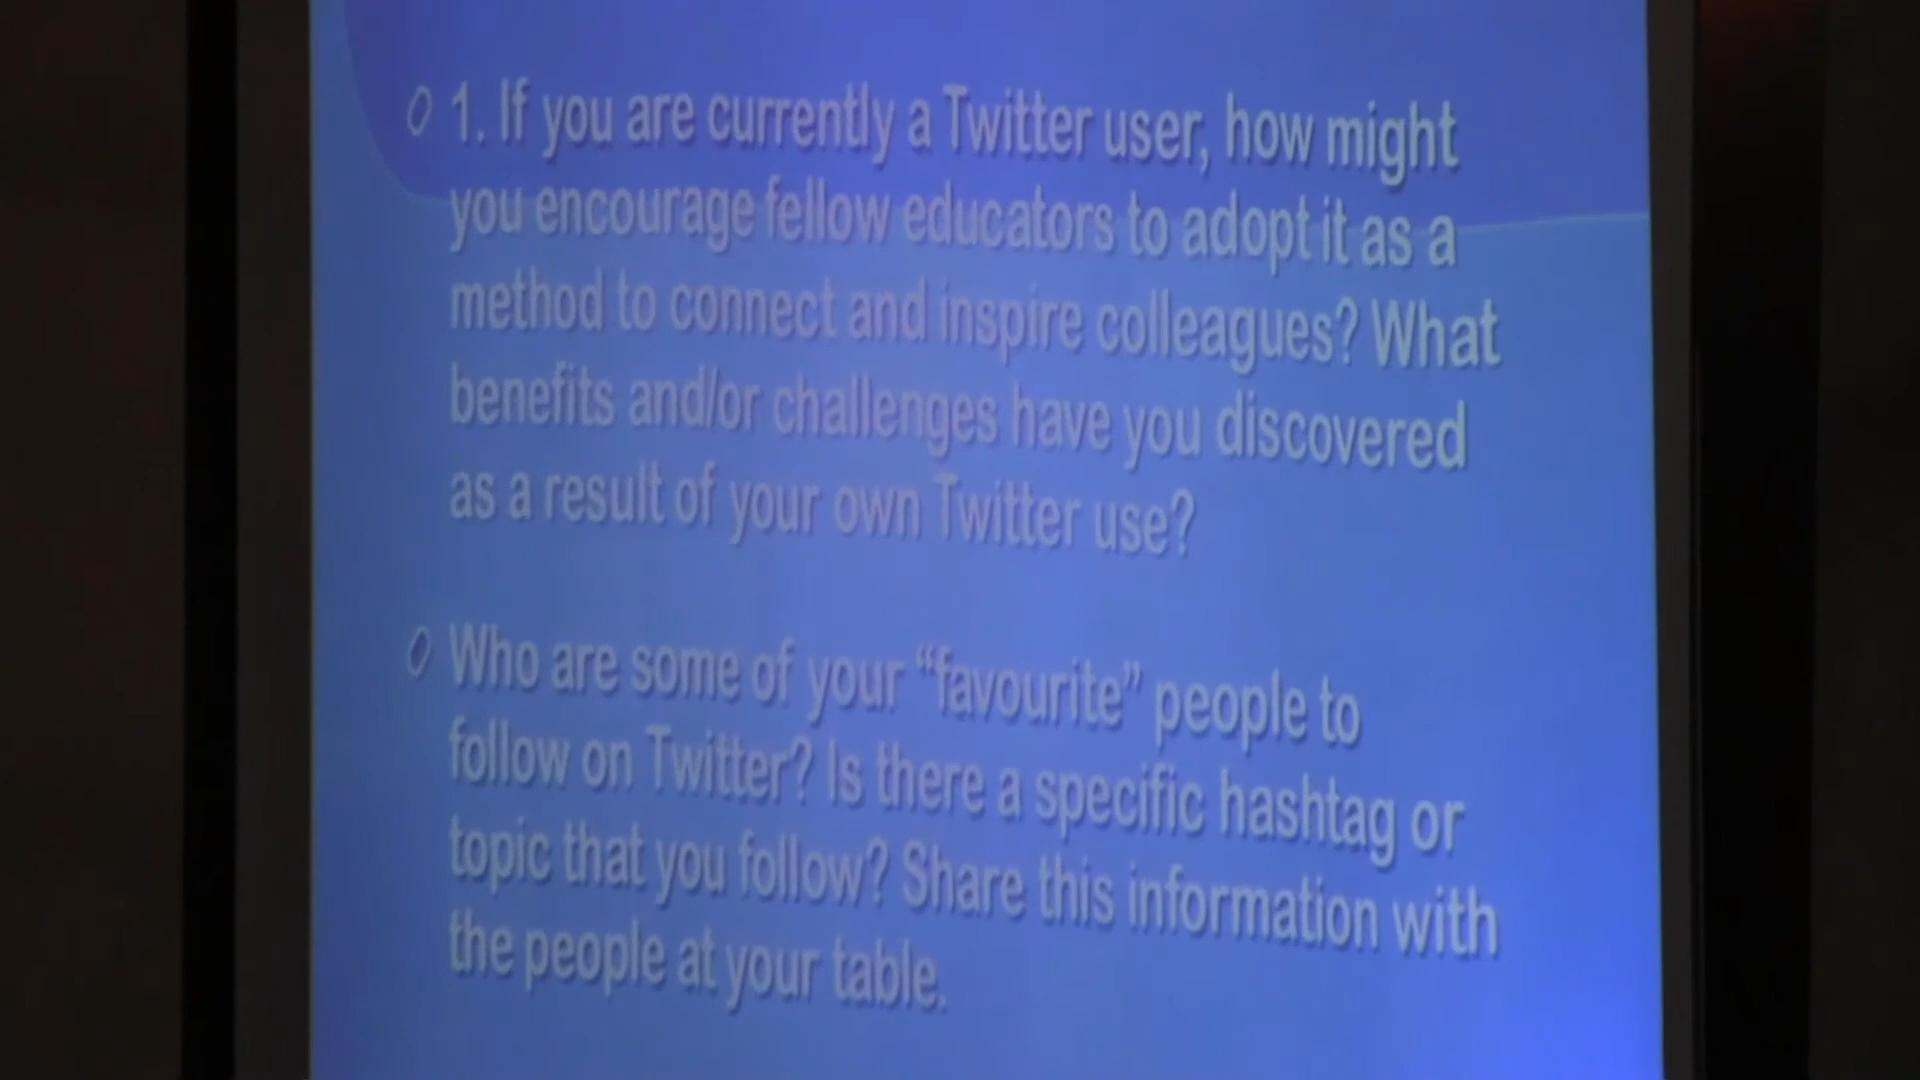 1. If you are currently a Twitter user, how might
you encourage fellow educators to adopt it as a
method to connect and inspire colleagues? What
benefits and/or challenges have you discovered
as a result of your own Twitter use?
Who are some of your “favourite” people to
follow on Twitter? Is there a specific hashtag or
topic that you follow? Share this information with
the people at your table.